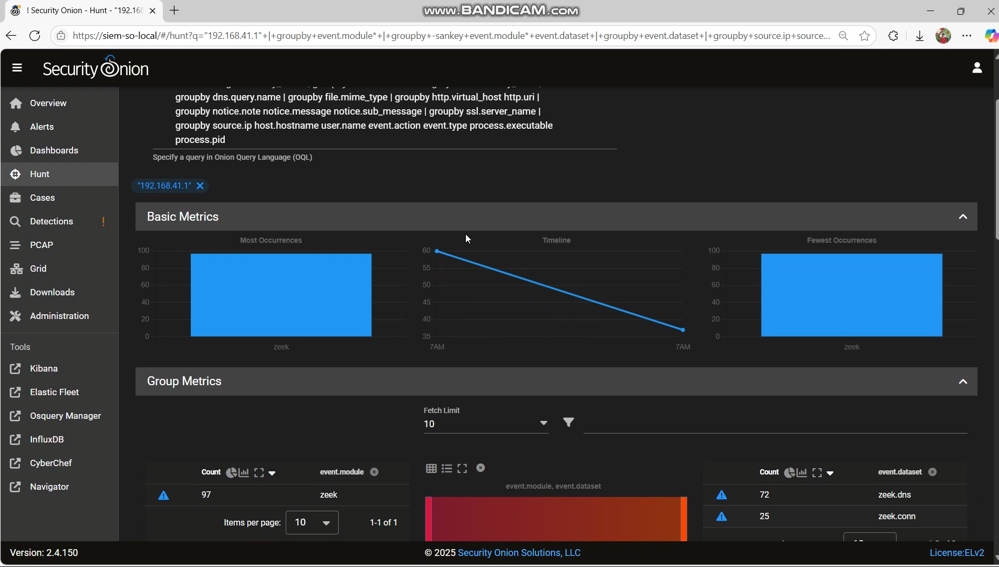 ! Security Onion - Hunt - "192.168
www.BANDICAM.com
https://siem-so-local/#/hunt?q="192.168.41.1"+|+groupby+event.module*+|+groupby+-sankey+event.module*+event.dataset+|+groupby+event.dataset+|+groupby+source.ip+source...
Security Onion
Overview
Alerts
Dashboards
Hunt
Cases
Detections !
PCAP
Grid
Downloads
Administration
Tools
Kibana
Elastic Fleet
Osquery Manager
InfluxDB
CyberChef
Navigator
groupby dns.query.name | groupby file.mime_type | groupby http.virtual_host http.uri |
groupby notice.note notice.message notice.sub_message | groupby ssl.server_name |
groupby source.ip host.hostname user.name event.action event.type process.executable
process.pid
Specify a query in Onion Query Language (OQL)
"192.168.41.1"
Basic Metrics
Most Occurrences
100
80
60
40
20
0
zeek
Timeline
60
55
50
45
40
35
7AM 7AM
Fewest Occurrences
100
80
60
40
20
0
zeek
Group Metrics
Fetch Limit
10
Count event.module
97 zeek
Items per page: 10 1-1 of 1
event.module, event.dataset
Count event.dataset
72 zeek.dns
25 zeek.conn
Version: 2.4.150
© 2025 Security Onion Solutions, LLC
License:ELv2